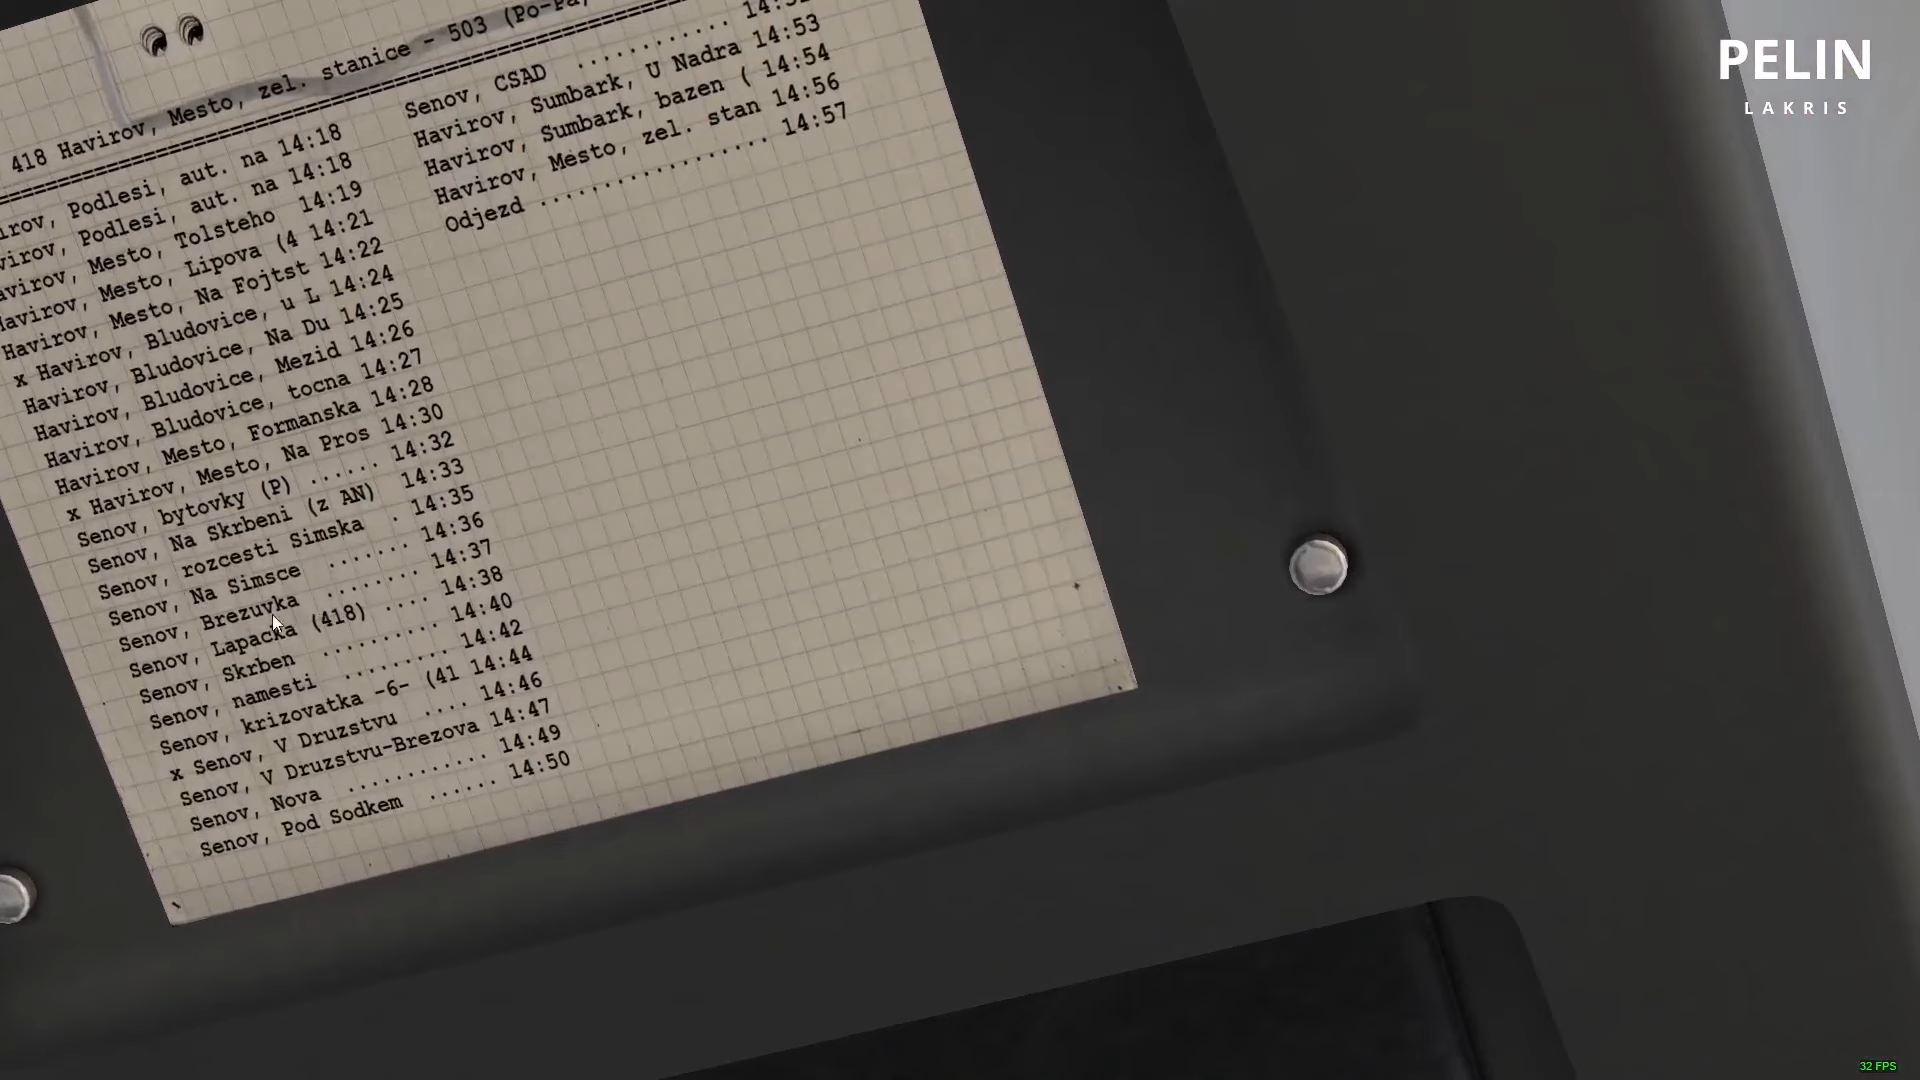 418 Havirov, Mesto, zel. stanice - 503 (Po-Pa)
irov, Podlesi, aut. na 14:18
virov, Podlesi, aut. na 14:18
avirov, Mesto, Tolsteho 14:19
Havirov, Mesto, Lipova (4 14:21
Havirov, Mesto, Na Fojtst 14:22
x Havirov, Bludovice, u L 14:24
Havirov, Bludovice, Na Du 14:25
Havirov, Bludovice, Mezid 14:26
Havirov, Bludovice, tocna 14:27
Havirov, Mesto, Formanska 14:28
x Havirov, Mesto, Na Pros 14:30
Senov, bytovky (P) ...... 14:32
Senov, Na Skrbeni (z AN) 14:33
Senov, rozcesti Simska . 14:35
Senov, Na Simsce ...... 14:36
Senov, Brezuvka ........ 14:37
Senov, Lapacka (418) .... 14:38
Senov, Skrben ......... 14:40
Senov, namesti ......... 14:42
Senov, krizovatka -6- (41 14:44
x Senov, V Druzstvu .... 14:46
Senov, V Druzstvu-Brezova 14:47
Senov, Nova ........... 14:49
Senov, Pod Sodkem ...... 14:50
Senov, CSAD ...........
Havirov, Sumbark, U Nadra 14:53
Havirov, Sumbark, bazen ( 14:54
Havirov, Mesto, zel. stan 14:56
Odjezd ................. 14:57
PELIN
LAKRIS
32 FPS